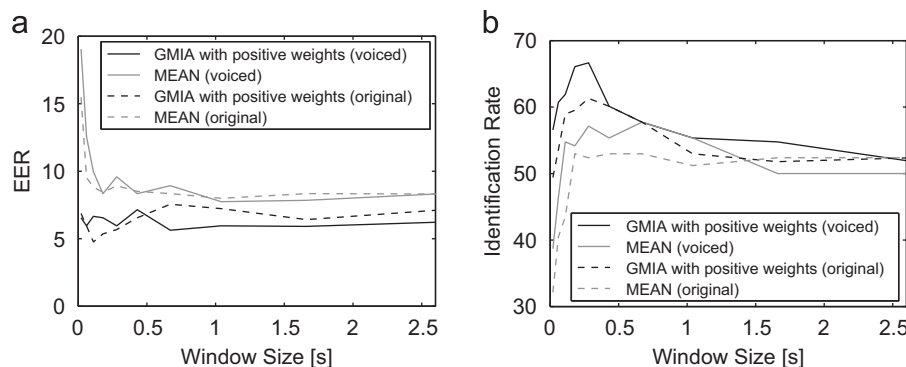 a
20
15
10
5
0
EER
0
0.5
1
1.5
2
2.5
Window Size [s]
GMIA with positive weights (voiced)
MEAN (voiced)
GMIA with positive weights (original)
MEAN (original)
b
70
60
50
40
30
Identification Rate
0
0.5
1
1.5
2
2.5
Window Size [s]
GMIA with positive weights (voiced)
MEAN (voiced)
GMIA with positive weights (original)
MEAN (original)